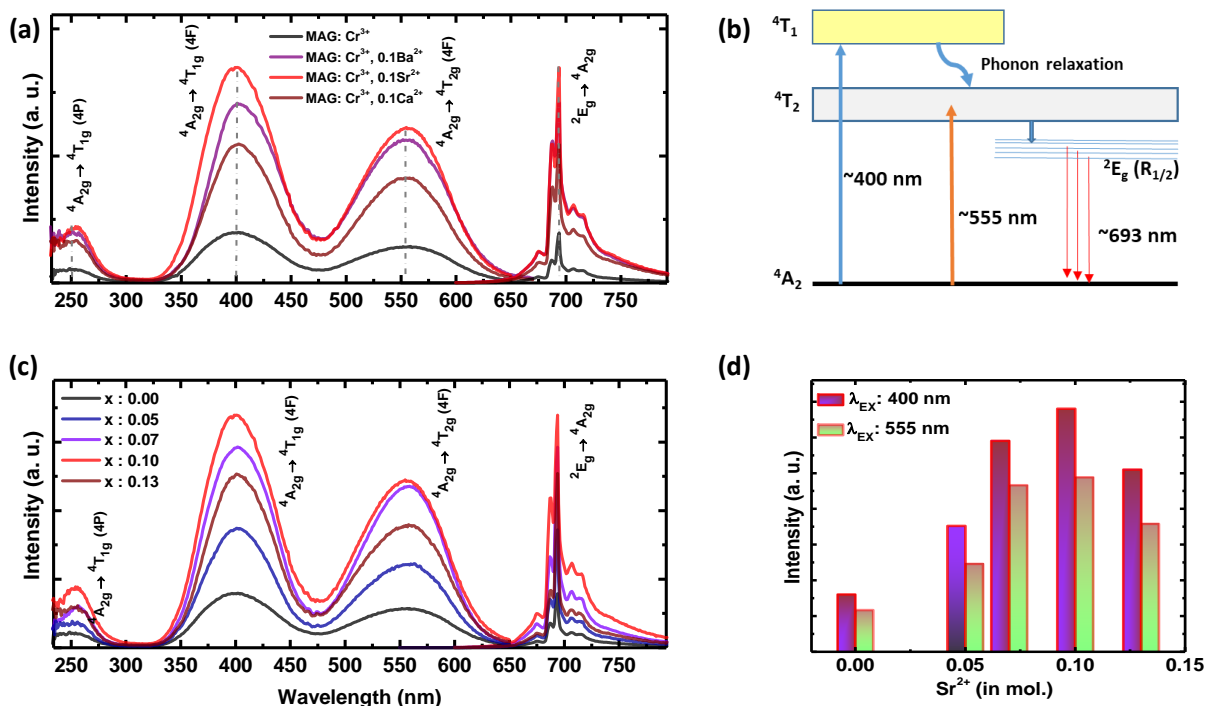 (a)
Intensity (a. u.)
⁴A₂g → ⁴T₁g (4P)
⁴A₂g → ⁴T₁g (4F)
MAG: Cr³⁺
MAG: Cr³⁺, 0.1Ba²⁺
MAG: Cr³⁺, 0.1Sr²⁺
MAG: Cr³⁺, 0.1Ca²⁺
⁴A₂g → ⁴T₂g (4F)
²Eg → ⁴A₂g
250 300 350 400 450 500 550 600 650 700 750
(b)
⁴T₁
Phonon relaxation
⁴T₂
²Eg (R₁/₂)
~400 nm
~555 nm
~693 nm
⁴A₂
(c)
Intensity (a. u.)
x : 0.00
x : 0.05
x : 0.07
x : 0.10
x : 0.13
⁴A₂g → ⁴T₁g (4P)
⁴A₂g → ⁴T₁g (4F)
⁴A₂g → ⁴T₂g (4F)
²Eg → ⁴A₂g
250 300 350 400 450 500 550 600 650 700 750
Wavelength (nm)
(d)
Intensity (a. u.)
λEX: 400 nm
λEX: 555 nm
0.00 0.05 0.10 0.15
Sr²⁺ (in mol.)